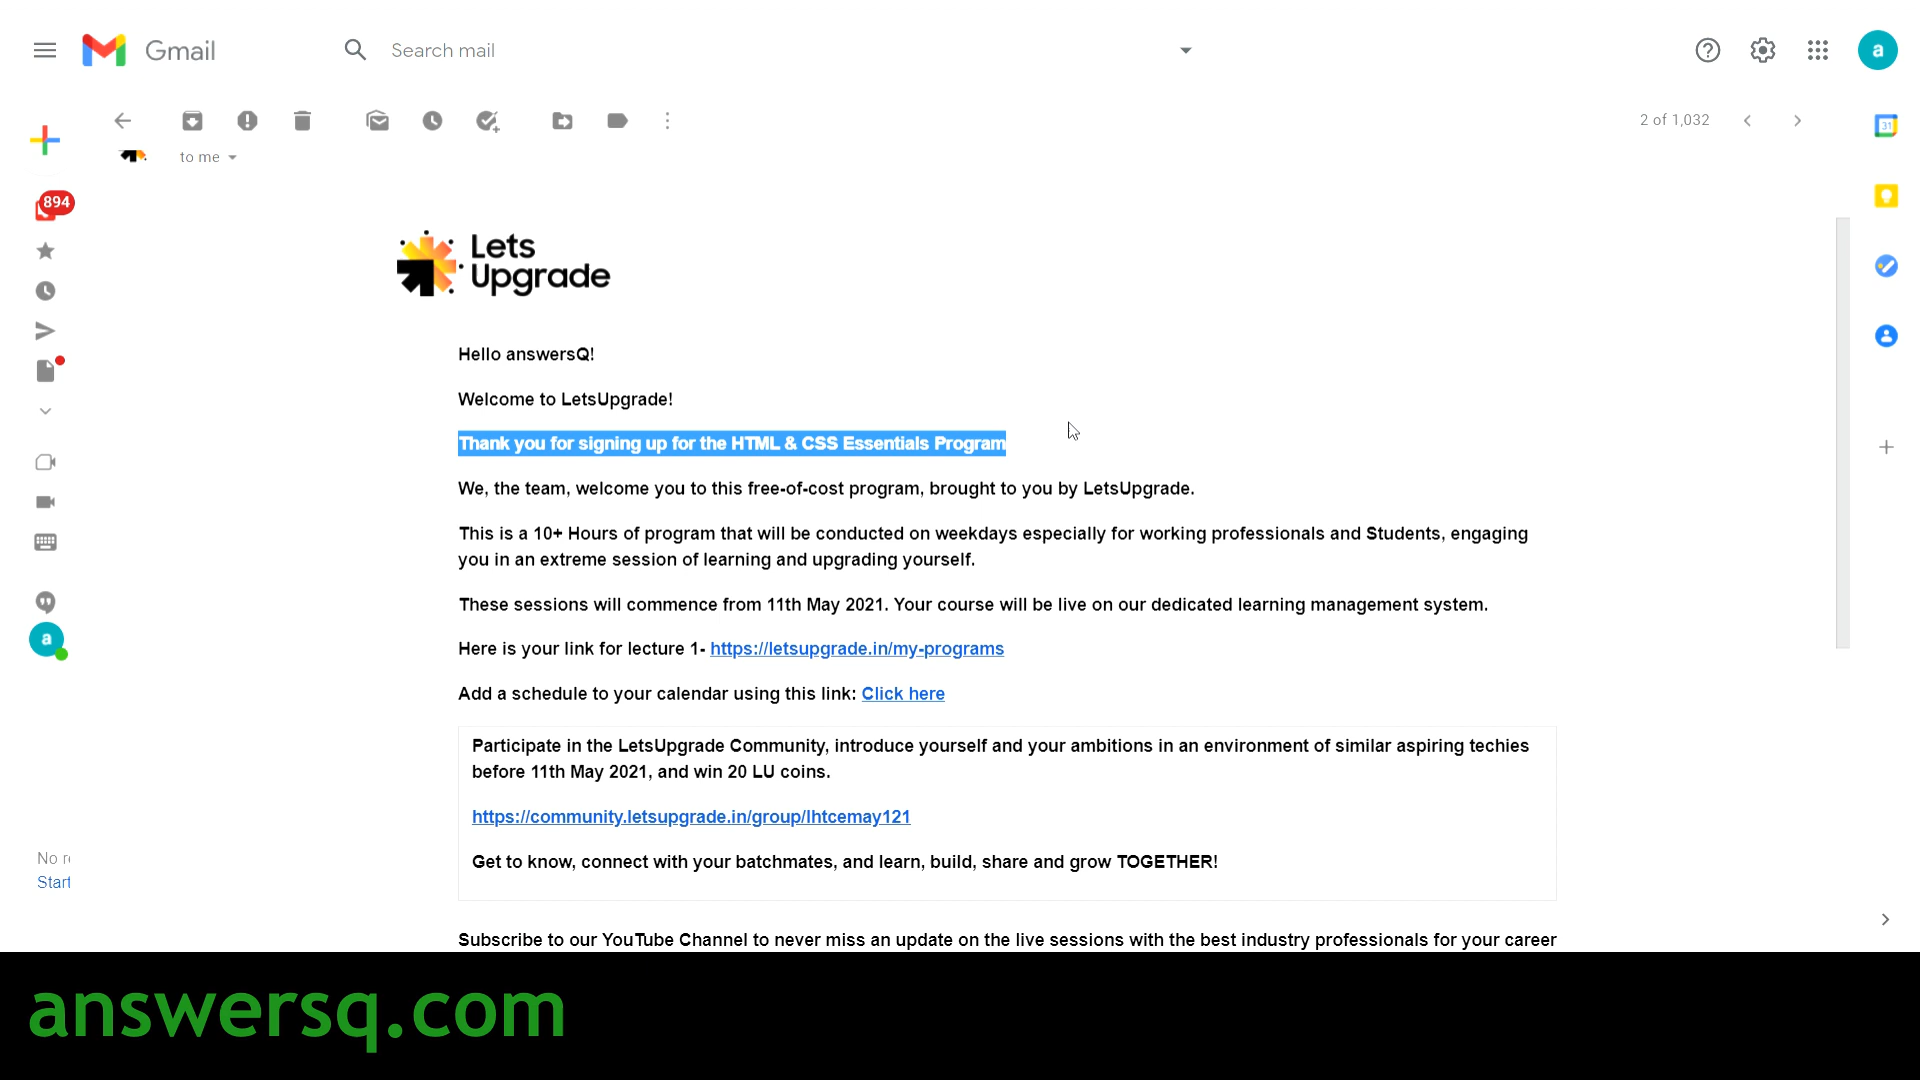 Gmail
Search mail
a
2 of 1,032
31
to me
894
Lets
Upgrade
Hello answersQ!
Welcome to LetsUpgrade!
Thank you for signing up for the HTML & CSS Essentials Program
We, the team, welcome you to this free-of-cost program, brought to you by LetsUpgrade.
This is a 10+ Hours of program that will be conducted on weekdays especially for working professionals and Students, engaging
you in an extreme session of learning and upgrading yourself.
These sessions will commence from 11th May 2021. Your course will be live on our dedicated learning management system.
Here is your link for lecture 1- https://letsupgrade.in/my-programs
a
Add a schedule to your calendar using this link: Click here
Participate in the LetsUpgrade Community, introduce yourself and your ambitions in an environment of similar aspiring techies
before 11th May 2021, and win 20 LU coins.
https://community.letsupgrade.in/group/lhtcemay121
Get to know, connect with your batchmates, and learn, build, share and grow TOGETHER!
No
Start
Subscribe to our YouTube Channel to never miss an update on the live sessions with the best industry professionals for your career
answersq.com